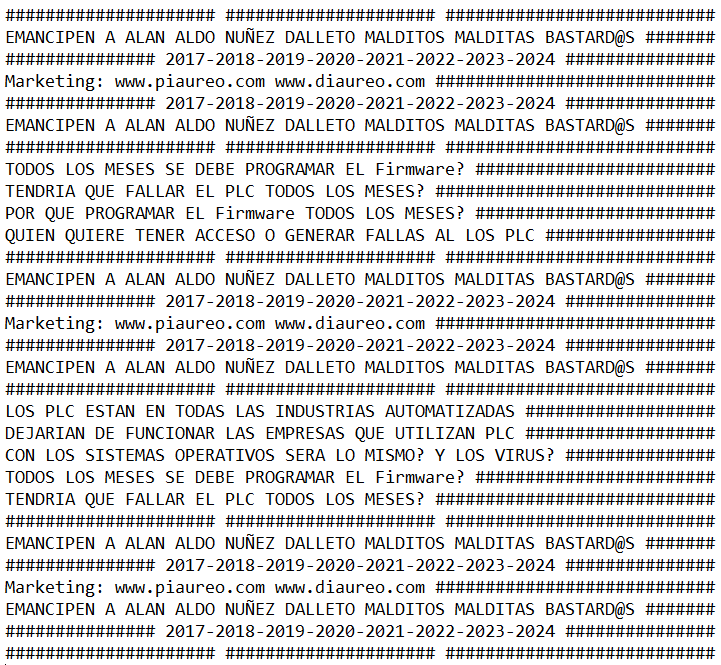 ##################### ##################### ###########################
EMANCIPEN A ALAN ALDO NUÑEZ DALLETO MALDITOS MALDITAS BASTARD@S #######
############### 2017-2018-2019-2020-2021-2022-2023-2024 ###############
Marketing: www.piaureo.com www.diaureo.com ############################
############### 2017-2018-2019-2020-2021-2022-2023-2024 ###############
EMANCIPEN A ALAN ALDO NUÑEZ DALLETO MALDITOS MALDITAS BASTARD@S #######
##################### ##################### ###########################
TODOS LOS MESES SE DEBE PROGRAMAR EL Firmware? ########################
TENDRIA QUE FALLAR EL PLC TODOS LOS MESES? ############################
POR QUE PROGRAMAR EL Firmware TODOS LOS MESES? ########################
QUIEN QUIERE TENER ACCESO O GENERAR FALLAS AL LOS PLC #################
##################### ##################### ###########################
EMANCIPEN A ALAN ALDO NUÑEZ DALLETO MALDITOS MALDITAS BASTARD@S #######
############### 2017-2018-2019-2020-2021-2022-2023-2024 ###############
Marketing: www.piaureo.com www.diaureo.com ############################
############### 2017-2018-2019-2020-2021-2022-2023-2024 ###############
EMANCIPEN A ALAN ALDO NUÑEZ DALLETO MALDITOS MALDITAS BASTARD@S #######
##################### ##################### ###########################
LOS PLC ESTAN EN TODAS LAS INDUSTRIAS AUTOMATIZADAS ###################
DEJARIAN DE FUNCIONAR LAS EMPRESAS QUE UTILIZAN PLC ###################
CON LOS SISTEMAS OPERATIVOS SERA LO MISMO? Y LOS VIRUS? ###############
TODOS LOS MESES SE DEBE PROGRAMAR EL Firmware? ########################
TENDRIA QUE FALLAR EL PLC TODOS LOS MESES? ############################
##################### ##################### ###########################
EMANCIPEN A ALAN ALDO NUÑEZ DALLETO MALDITOS MALDITAS BASTARD@S #######
############### 2017-2018-2019-2020-2021-2022-2023-2024 ###############
Marketing: www.piaureo.com www.diaureo.com ############################
EMANCIPEN A ALAN ALDO NUÑEZ DALLETO MALDITOS MALDITAS BASTARD@S #######
############### 2017-2018-2019-2020-2021-2022-2023-2024 ###############
##################### ##################### ###########################